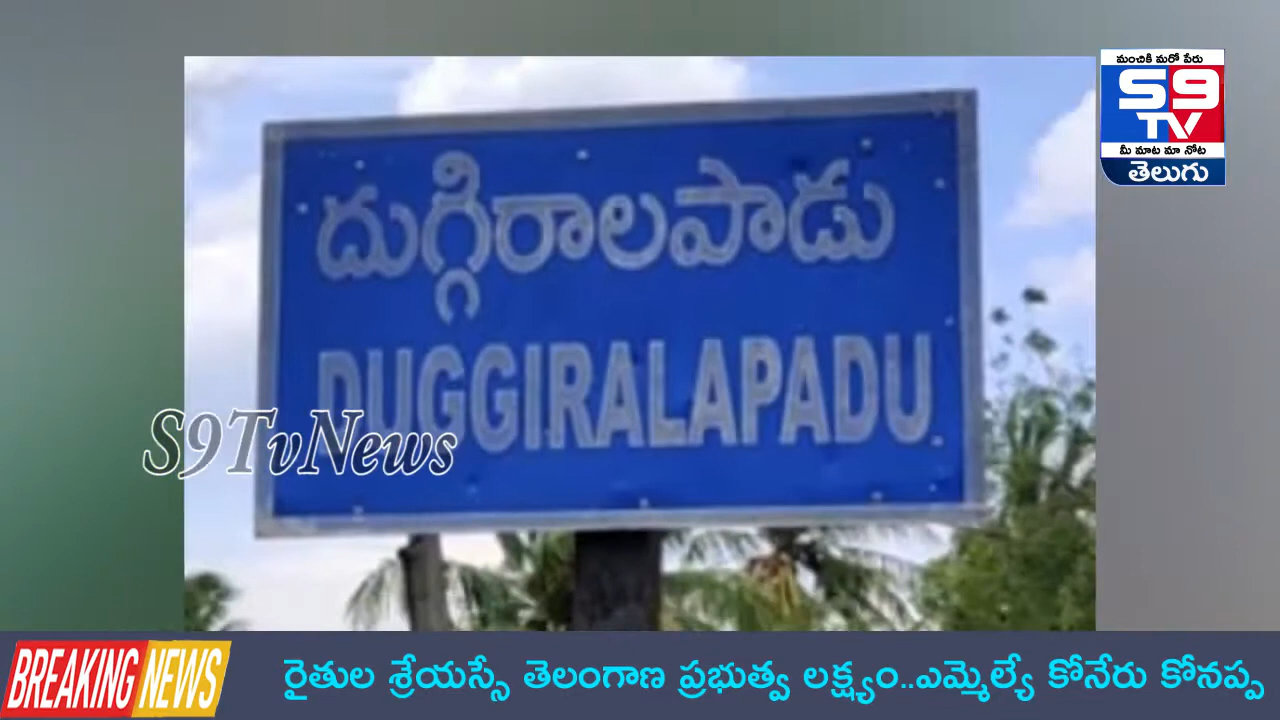 మంచికి మరో పేరు
S9
TV
మీ మాట మా నోట
తెలుగు
దుగ్గిరాలపాడు
DUGGIRALAPADU
S9TvNews
BREAKING NEWS
రైతుల శ్రేయస్సే తెలంగాణ ప్రభుత్వ లక్ష్యం..ఎమ్మెల్యే కోనేరు కోనప్ప